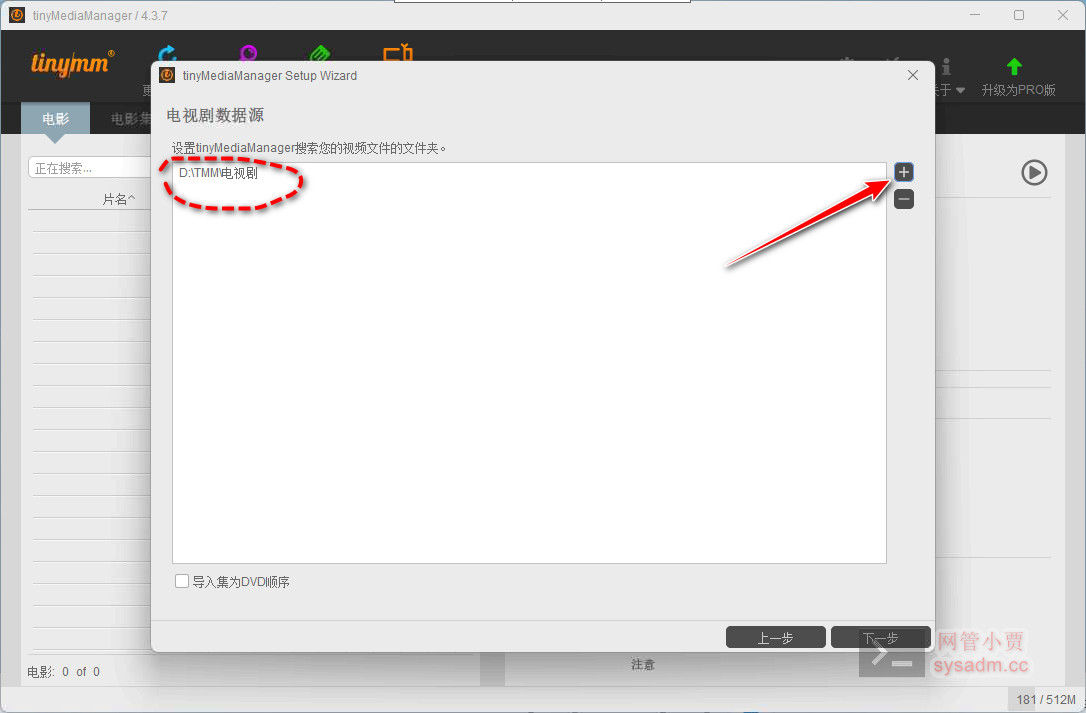 tinyMediaManager / 4.3.7
tinymm®
升级为PRO版
tinyMediaManager Setup Wizard
电视剧数据源
设置tinyMediaManager搜索您的视频文件的文件夹。
D:\TMM\电视剧
电影
电影集
正在搜索...
片名^
导入集为DVD顺序
上一步
下一步
电影: 0 of 0
注意
网管小贾
sysadm.cc
181 / 512M